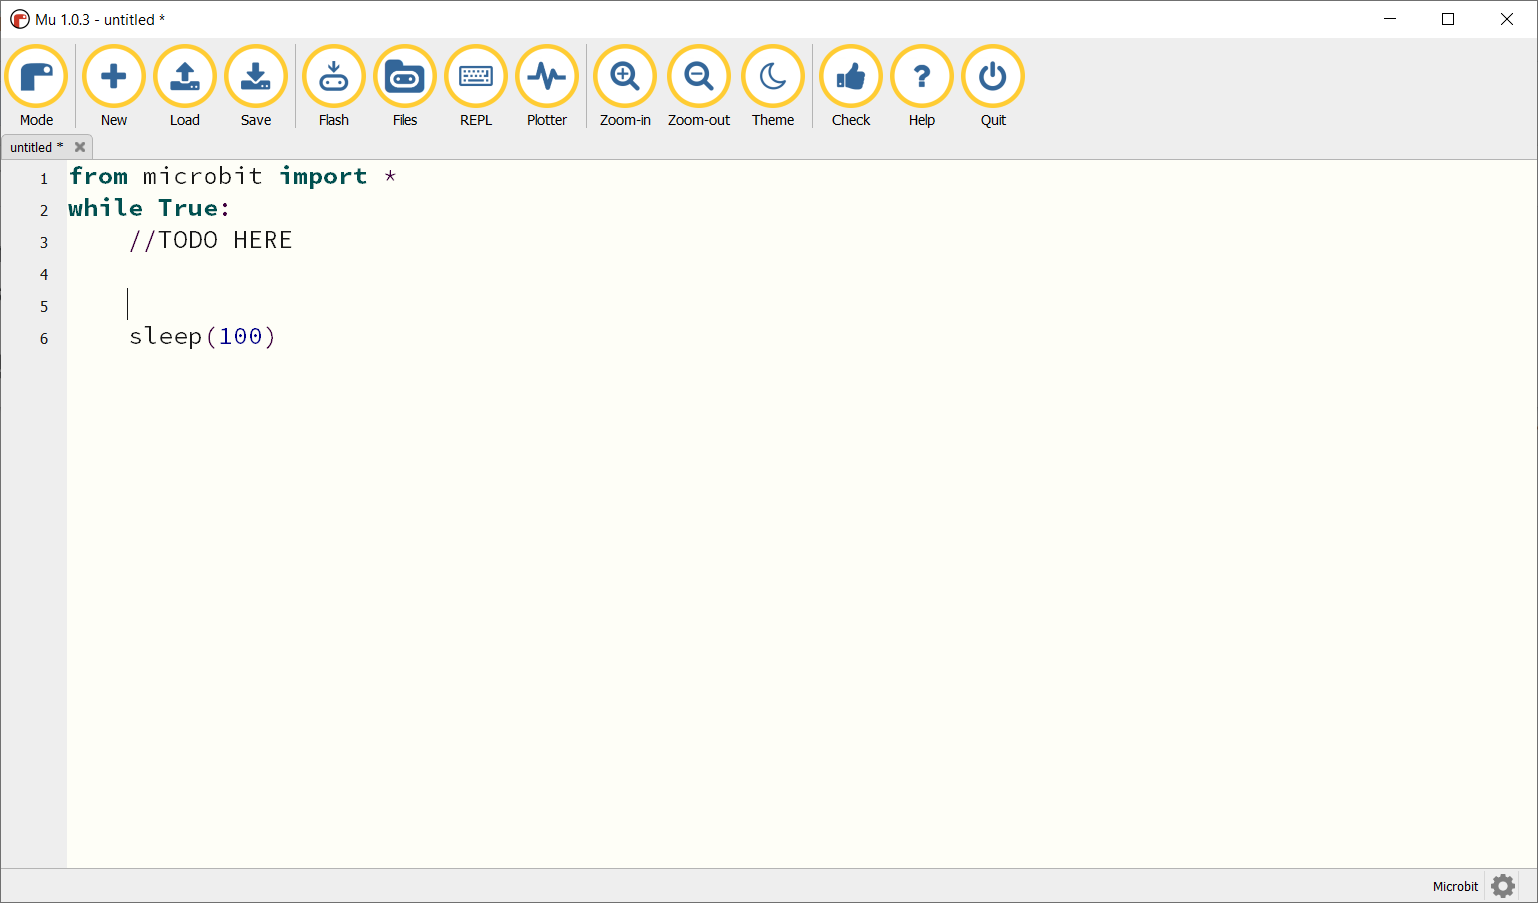 Mu 1.0.3 - untitled *
Mode New Load Save Flash Files REPL Plotter Zoom-in Zoom-out Theme Check Help Quit
untitled *
1 from microbit import *
2 while True:
3 //TODO HERE
4
5
6 sleep(100)
Microbit